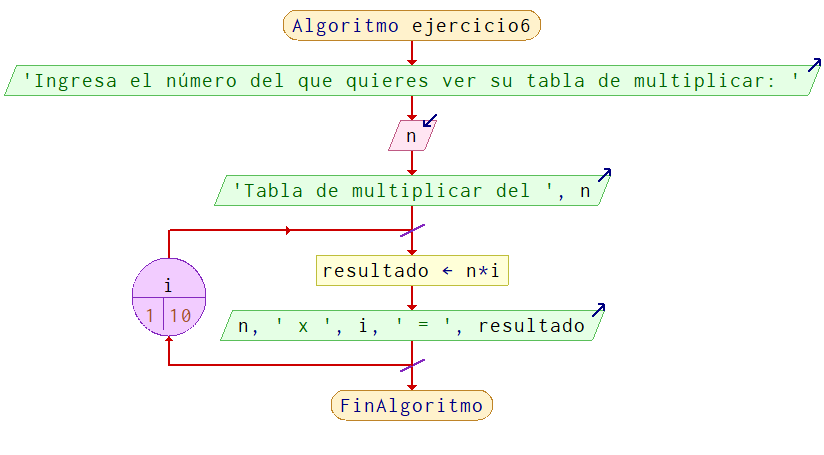 Algoritmo ejercicio6
'Ingresa el número del que quieres ver su tabla de multiplicar: '
n
'Tabla de multiplicar del ', n
i
1 10
resultado ← n*i
n, ' x ', i, ' = ', resultado
FinAlgoritmo